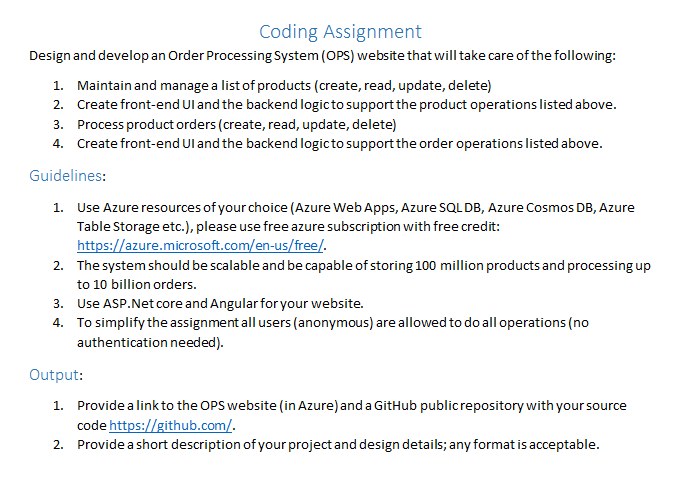 Coding Assignment
Design and develop an Order Processing System (OPS) website that will take care of the following:
1. Maintain and manage a list of products (create, read, update, delete)
2. Create front-end UI and the backend logic to support the product operations listed above.
3. Process product orders (create, read, update, delete)
4. Create front-end UI and the backend logic to support the order operations listed above.
Guidelines:
1. Use Azure resources of your choice (Azure Web Apps, Azure SQL DB, Azure Cosmos DB, Azure
Table Storage etc.), please use free azure subscription with free credit:
https://azure.microsoft.com/en-us/free/.
2. The system should be scalable and be capable of storing 100 million products and processing up
to 10 billion orders.
3. Use ASP.Net core and Angular for your website.
4. To simplify the assignment all users (anonymous) are allowed to do all operations (no
authentication needed).
Output:
1. Provide a link to the OPS website (in Azure) and a GitHub public repository with your source
code https://github.com/.
2. Provide a short description of your project and design details; any format is acceptable.